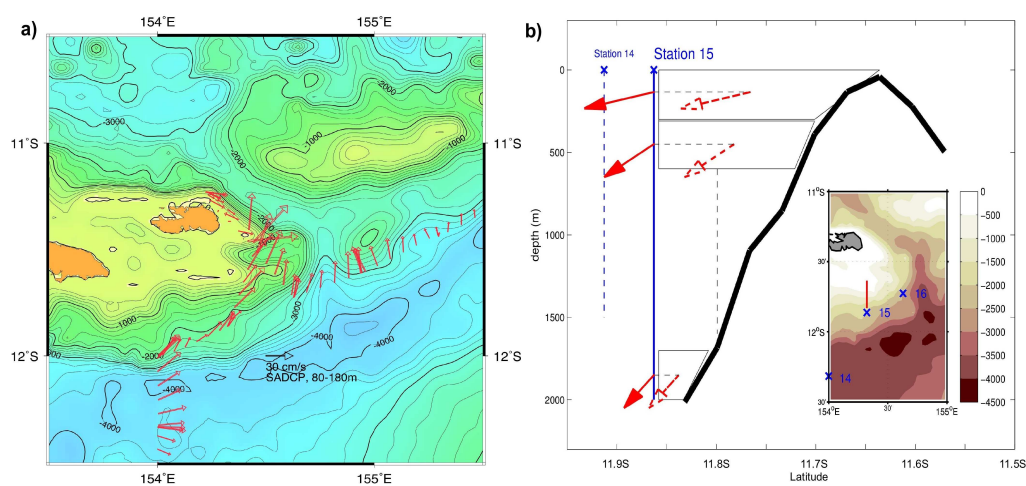 a)
154°E
155°E
-2000
-3000
-1000
-1000
-2000
11°S
-2000
-1000
-3000
-1000
-4000
-4000
-2000
12°S
30 cm/s
SADCP, 80-180m
-4000
-4000
154°E
155°E
b)
Station 14
Station 15
0
500
1000
1500
2000
depth (m)
11.9S
11.8S
11.7S
11.6S
11.5S
Latitude
11°S
30'
12°S
30'
154°E
30'
155°E
16
15
14
0
−500
−1000
−1500
−2000
−2500
−3000
−3500
−4000
−4500